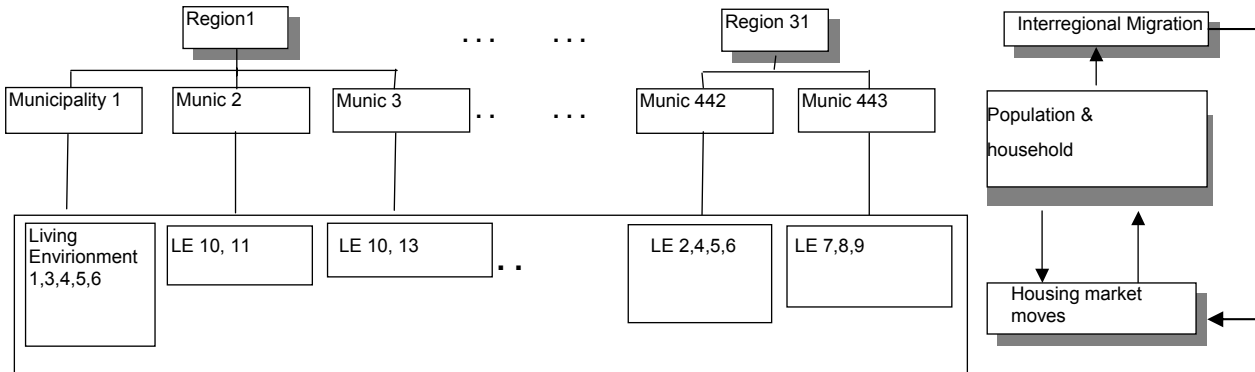 Region1
. . .
. . .
Region 31
Interregional Migration
Municipality 1
Munic 2
Munic 3
. .
. . .
Munic 442
Munic 443
Population &
household
Living
Envirionment
1,3,4,5,6
LE 10, 11
LE 10, 13
. .
LE 2,4,5,6
LE 7,8,9
Housing market
moves